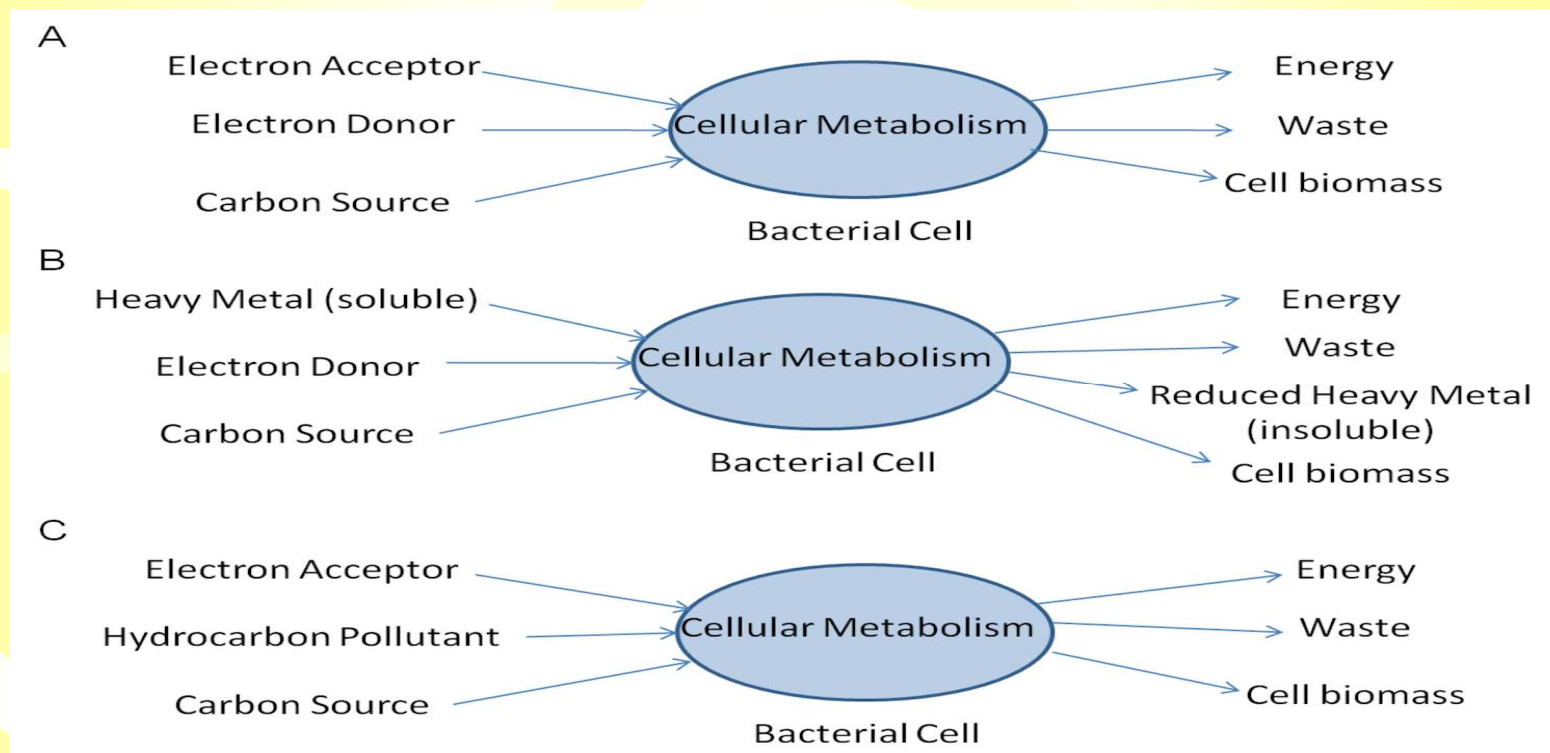 A
Electron Acceptor
Energy
Electron Donor
Cellular Metabolism
Waste
Carbon Source
Cell biomass
Bacterial Cell
B
Heavy Metal (soluble)
Energy
Electron Donor
Cellular Metabolism
Waste
Reduced Heavy Metal
(insoluble)
Carbon Source
Bacterial Cell
Cell biomass
C
Electron Acceptor
Energy
Hydrocarbon Pollutant
Cellular Metabolism
Waste
Carbon Source
Cell biomass
Bacterial Cell